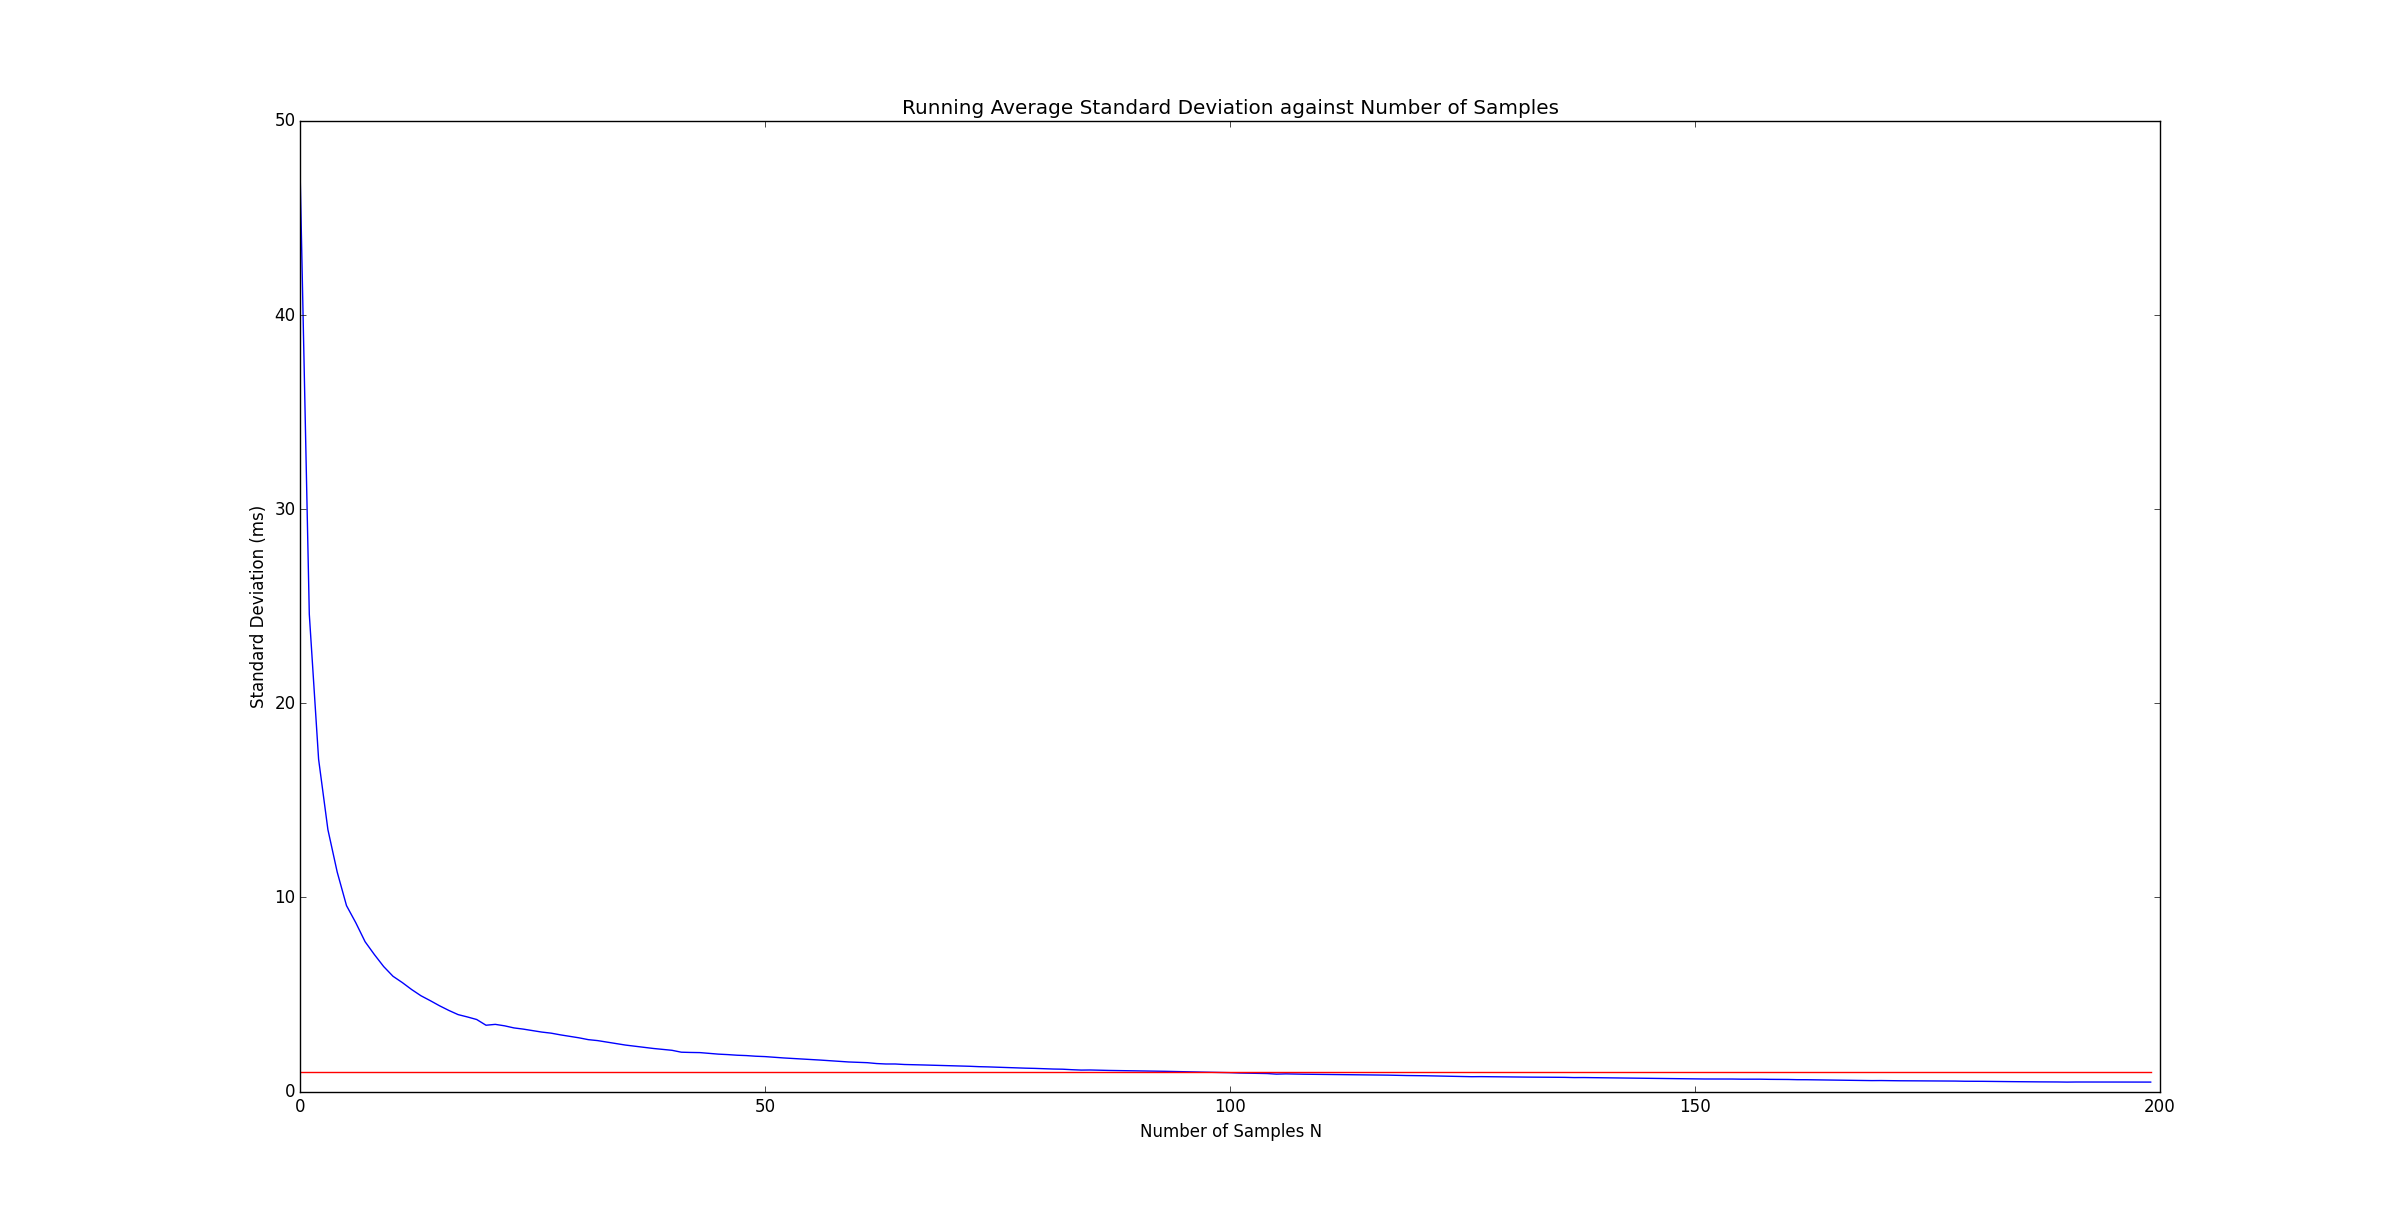 Running Average Standard Deviation against Number of Samples
50
40
30
20
10
0
Standard Deviation (ms)
0 50 100 150 200
Number of Samples N